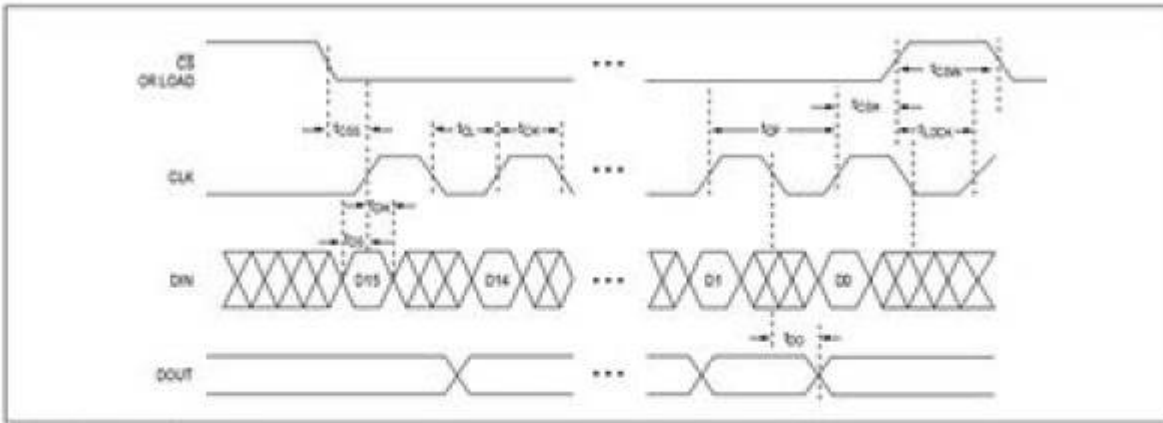 CS
OR LOAD
tCSW
tCSH
tCSS
tCL
tCH
tCP
tLDCK
CLK
tDH
tDS
DIN
D15
D14
D1
D0
tDO
DOUT